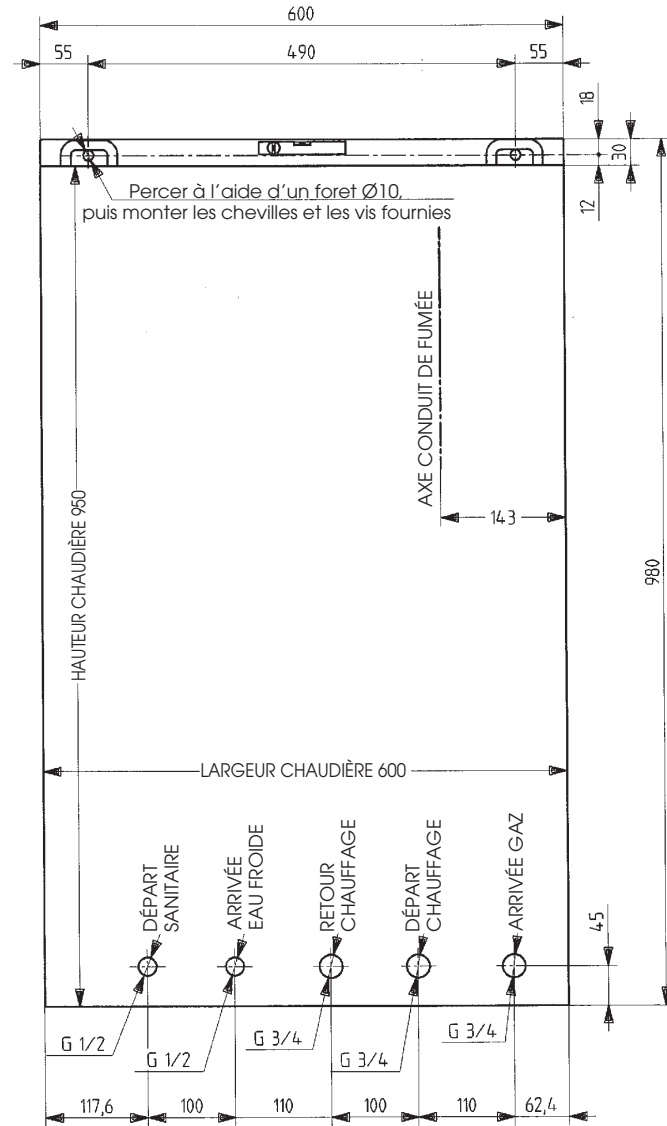 600
55
490
55
18
30
12
Percer à l'aide d'un foret Ø10,
puis monter les chevilles et les vis fournies
AXE CONDUIT DE FUMÉE
143
HAUTEUR CHAUDIÈRE 950
980
LARGEUR CHAUDIÈRE 600
DÉPART
SANITAIRE
ARRIVÉE
EAU FROIDE
RETOUR
CHAUFFAGE
DÉPART
CHAUFFAGE
ARRIVÉE GAZ
45
G 1/2
G 1/2
G 3/4
G 3/4
G 3/4
117,6
100
110
100
110
62,4